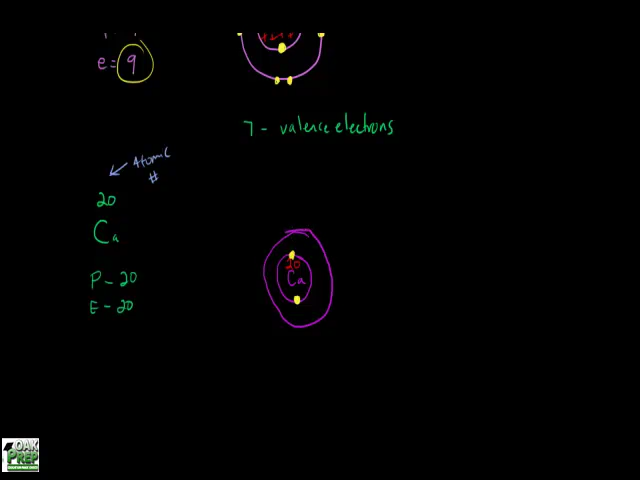 e = 9
7 - valence electrons
Atomic
#
20
Ca
P - 20
E - 20
20
Ca
OAK
PREP